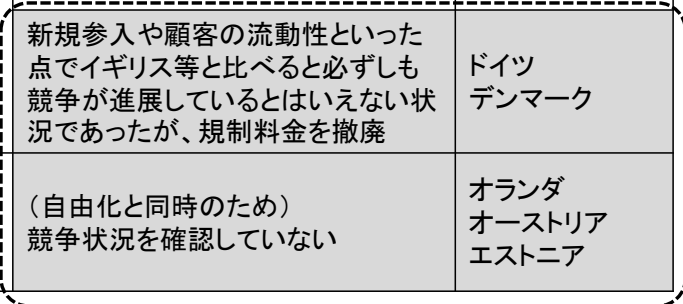 新規参入や顧客の流動性といった
点でイギリス等と比べると必ずしも
競争が進展しているとはいえない状
況であったが、規制料金を撤廃
ドイツ
デンマーク
（自由化と同時のため）
競争状況を確認していない
オランダ
オーストリア
エストニア